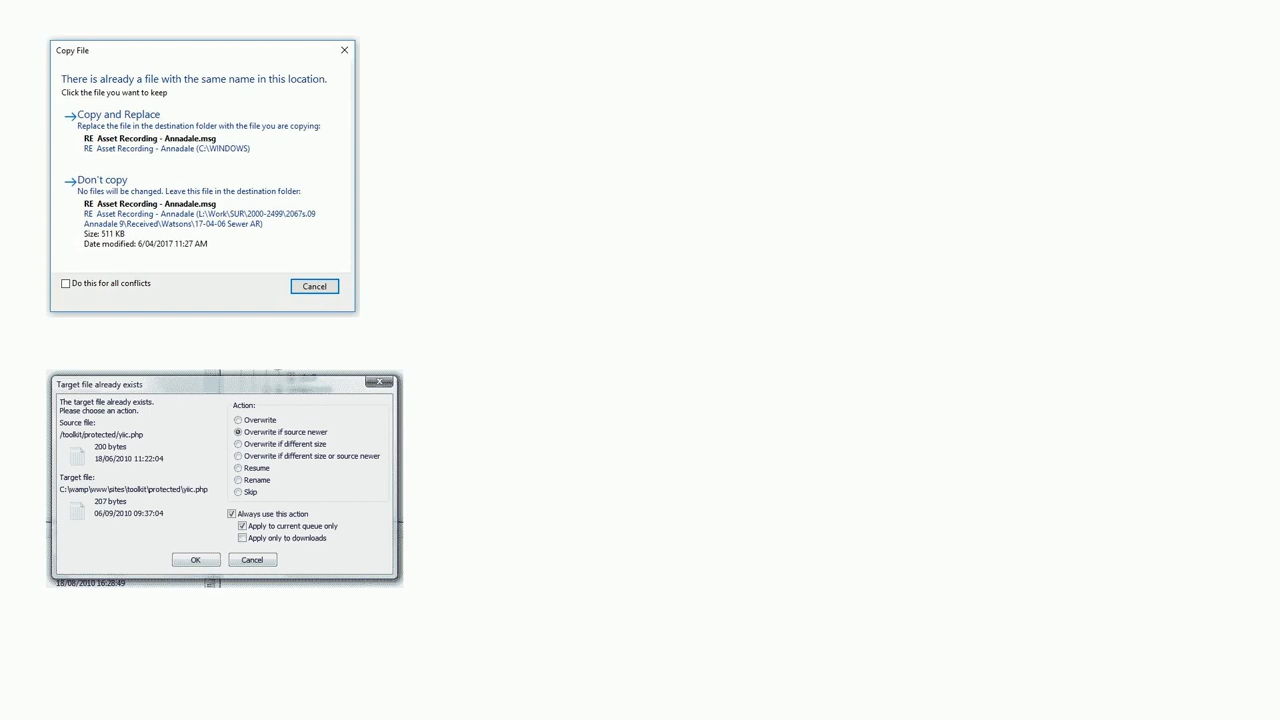 Copy File
There is already a file with the same name in this location.
Click the file you want to keep
Copy and Replace
Replace the file in the destination folder with the file you are copying:
RE Asset Recording - Annadale.msg
RE Asset Recording - Annadale (C:\WINDOWS)
Don't copy
No files will be changed. Leave this file in the destination folder:
RE Asset Recording - Annadale.msg
RE Asset Recording - Annadale (L:\Work\SUR\2000-2499\2067s.09
Annadale 9\Received\Watsons\17-04-06 Sewer AR)
Size: 511 KB
Date modified: 6/04/2017 11:27 AM
Do this for all conflicts
Cancel
Target file already exists
The target file already exists.
Please choose an action.
Source file:
/toolkit/protected/yiic.php
200 bytes
18/06/2010 11:22:04
Target file:
C:\wamp\www\sites\toolkit\protected\yiic.php
207 bytes
06/09/2010 09:37:04
Action:
Overwrite
Overwrite if source newer
Overwrite if different size
Overwrite if different size or source newer
Resume
Rename
Skip
Always use this action
Apply to current queue only
Apply only to downloads
OK
Cancel
18/08/2010 16:28:49